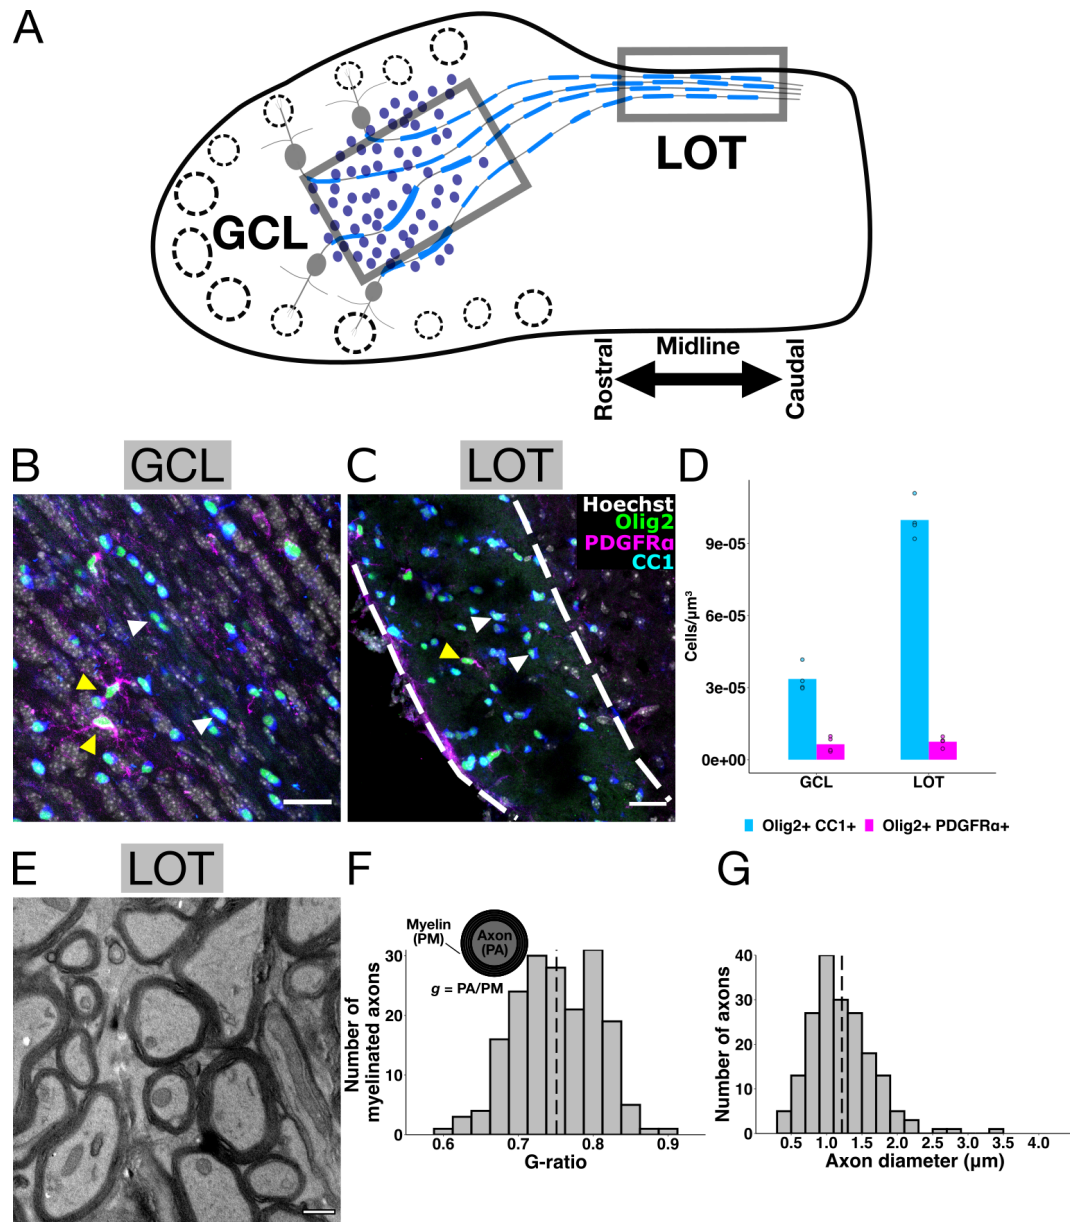 A
GCL
LOT
Rostral
Midline
Caudal
B
GCL
C
LOT
Hoechst
Olig2
PDGFRα
CC1
D
Cells/µm³
9e-05
6e-05
3e-05
0e+00
GCL
LOT
Olig2+ CC1+
Olig2+ PDGFRα+
E
LOT
F
Myelin
(PM)
Axon
(PA)
g = PA/PM
Number of
myelinated axons
30
20
10
0
0.6
0.7
0.8
0.9
G-ratio
G
Number of axons
40
30
20
10
0
0.5
1.0
1.5
2.0
2.5
3.0
3.5
4.0
Axon diameter (µm)